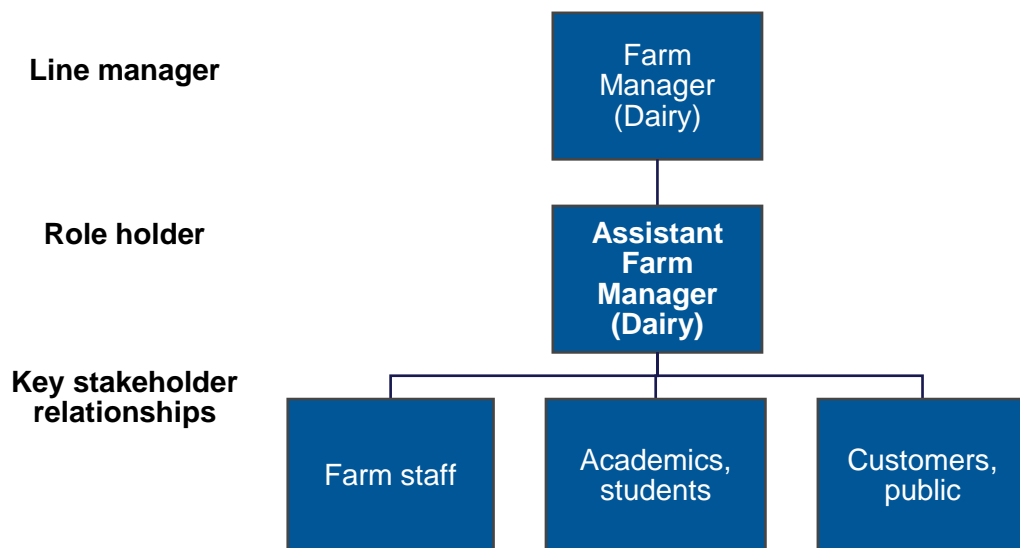 Line manager
Farm
Manager
(Dairy)
Role holder
Assistant
Farm
Manager
(Dairy)
Key stakeholder
relationships
Farm staff
Academics,
students
Customers,
public